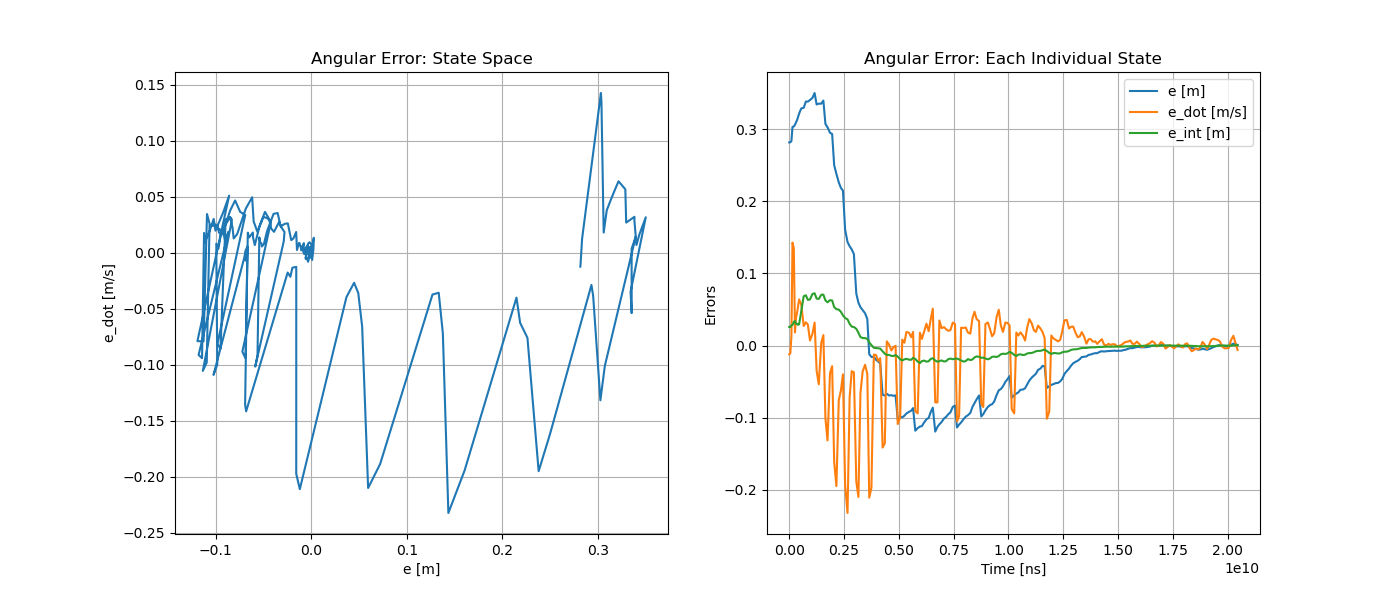 Angular Error: State Space
0.15
0.10
0.05
0.00
−0.05
−0.10
−0.15
−0.20
−0.25
e_dot [m/s]
−0.1
0.0
0.1
0.2
0.3
e [m]
Angular Error: Each Individual State
e [m]
e_dot [m/s]
e_int [m]
0.3
0.2
0.1
0.0
−0.1
−0.2
Errors
0.00
0.25
0.50
0.75
1.00
1.25
1.50
1.75
2.00
1e10
Time [ns]